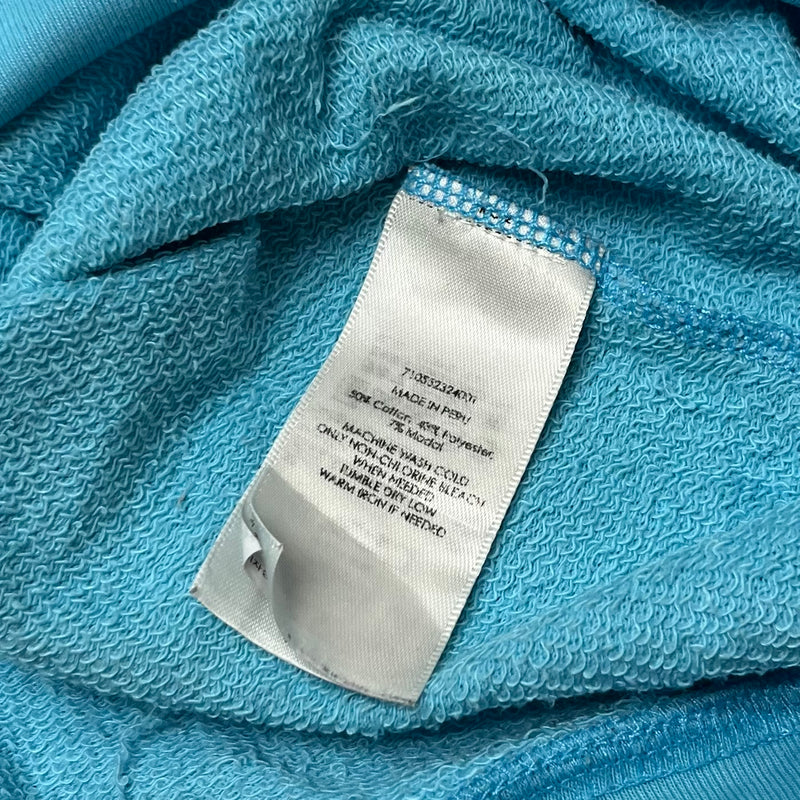 MADE IN PERU
50% Cotton, 43% Polyester,
7% Modal
MACHINE WASH COLD
ONLY NON-CHLORINE BLEACH
WHEN NEEDED
TUMBLE DRY LOW
WARM IRON IF NEEDED